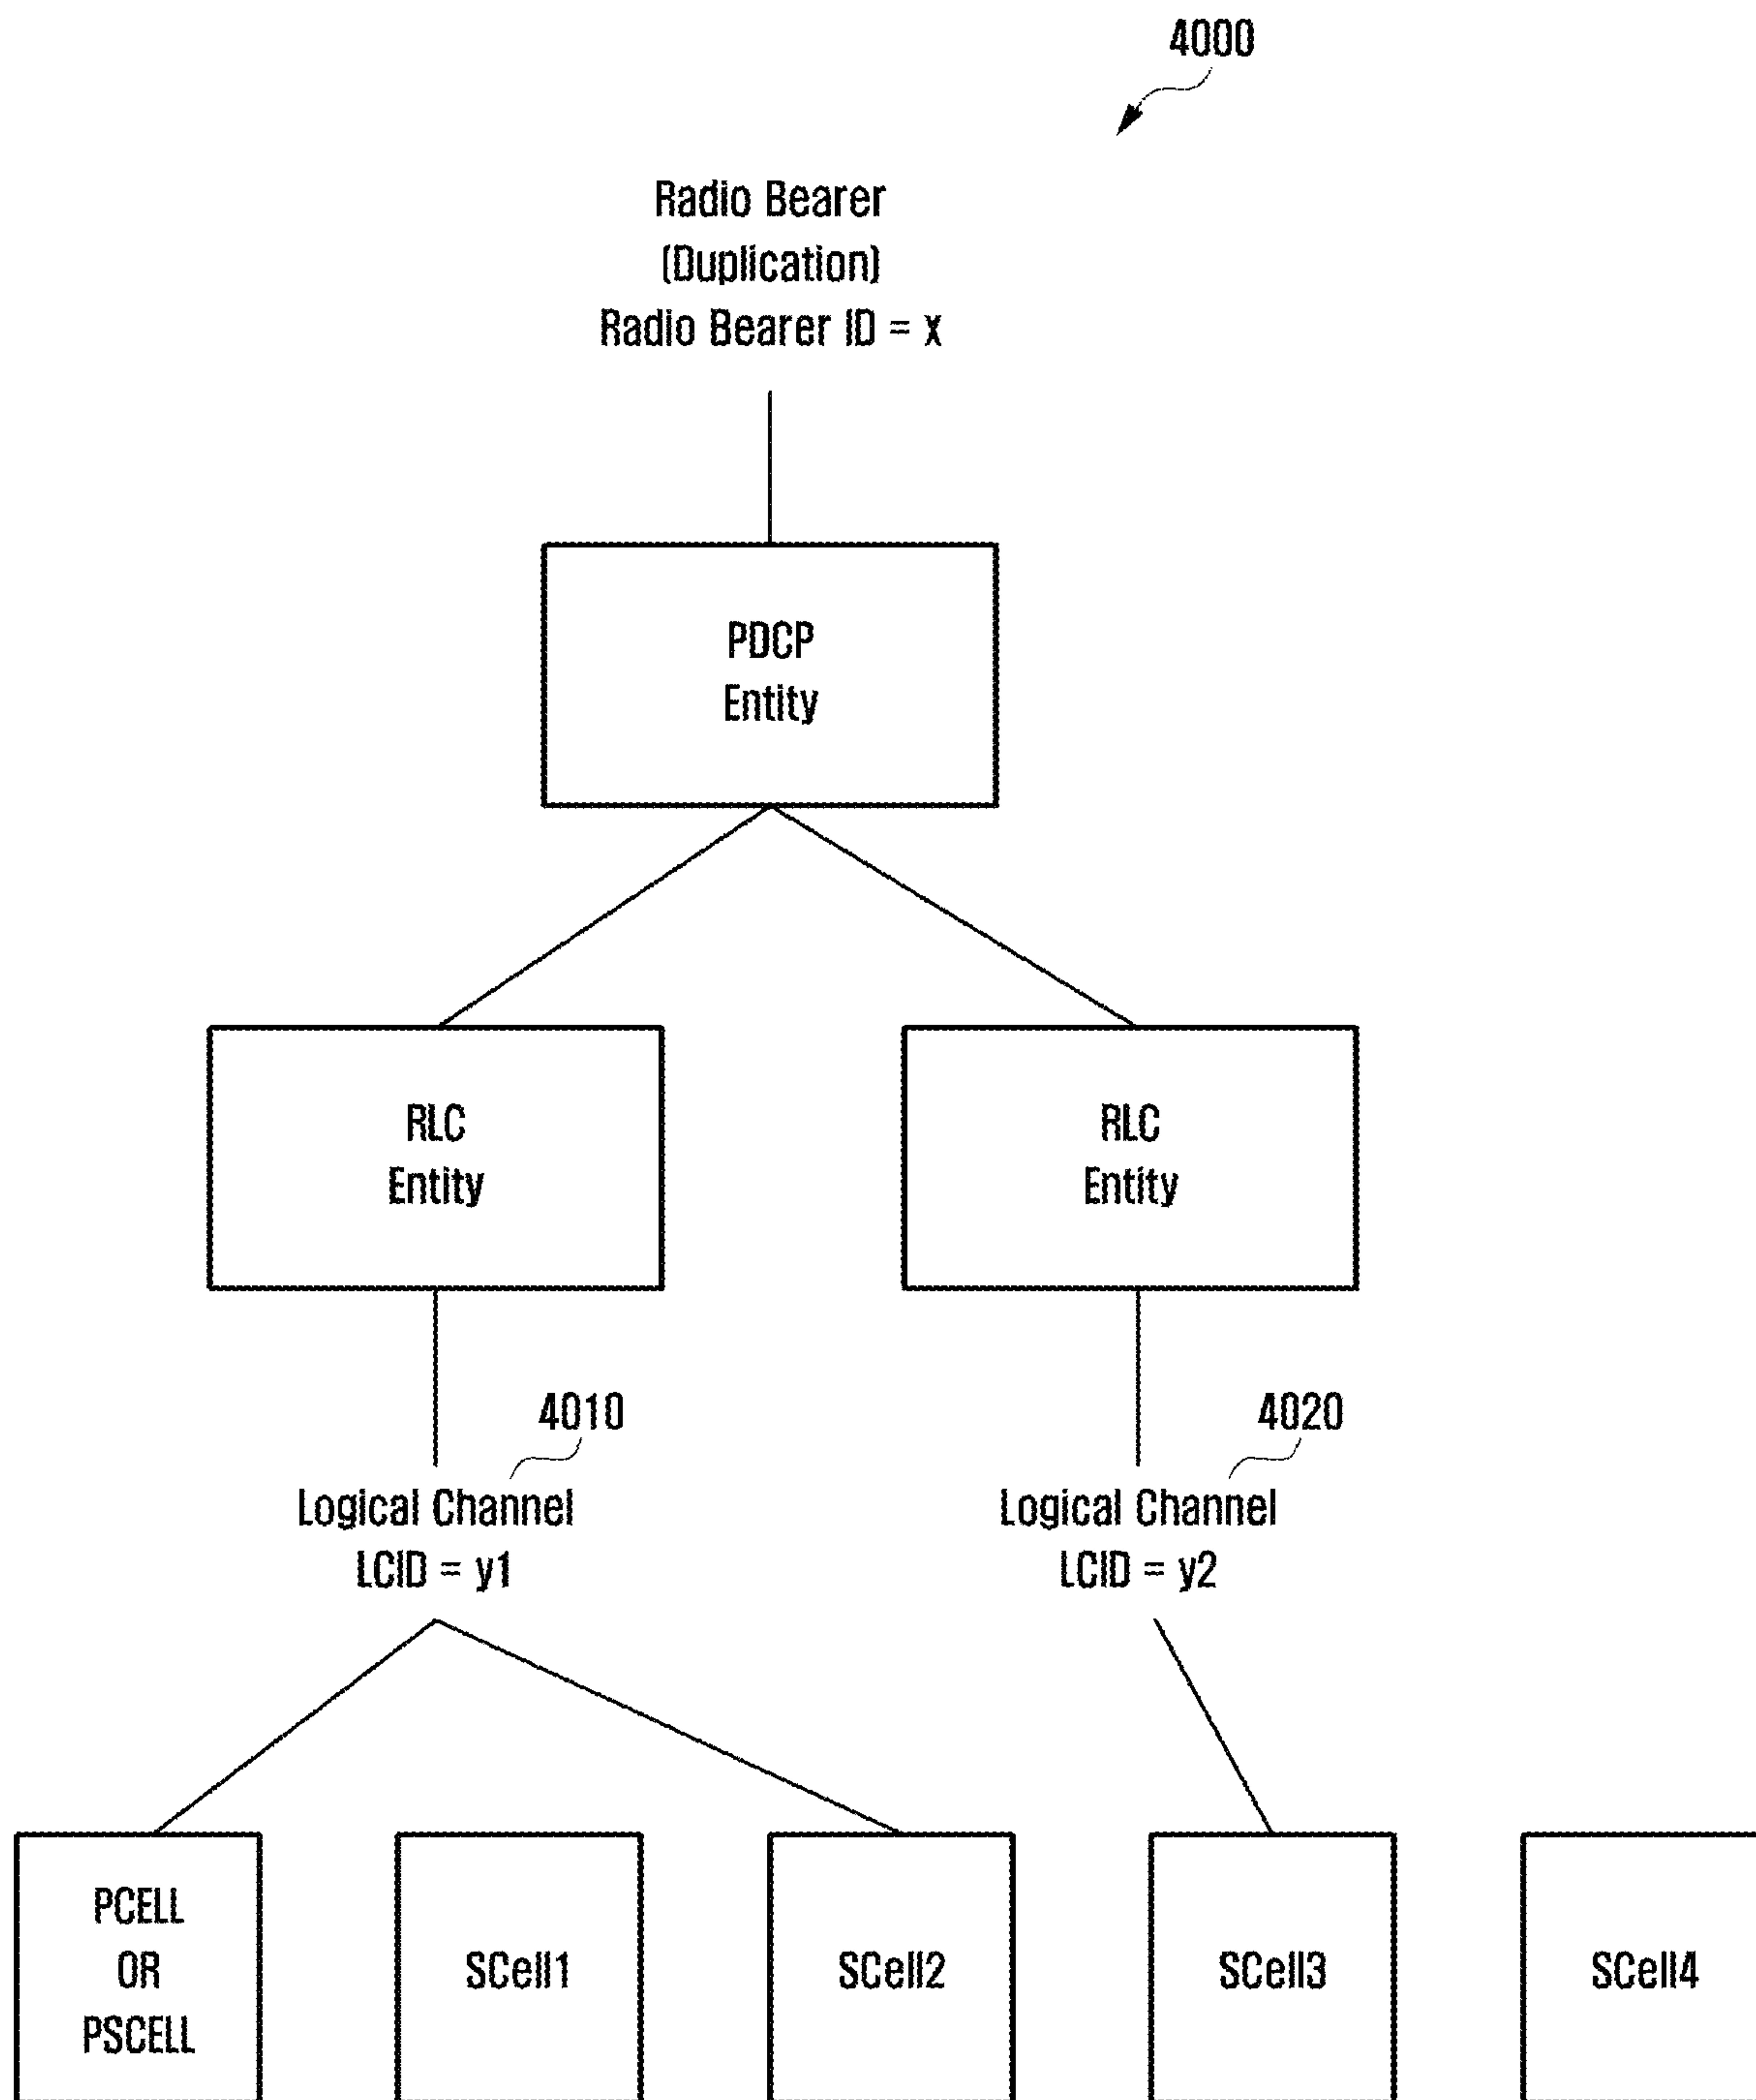 4000
Radio Bearer
(Duplication)
Radio Bearer ID = x
PDCP
Entity
RLC
Entity
RLC
Entity
4010
4020
Logical Channel
LCID = y1
Logical Channel
LCID = y2
PCELL
OR
PSCELL
SCell1
SCell2
SCell3
SCell4